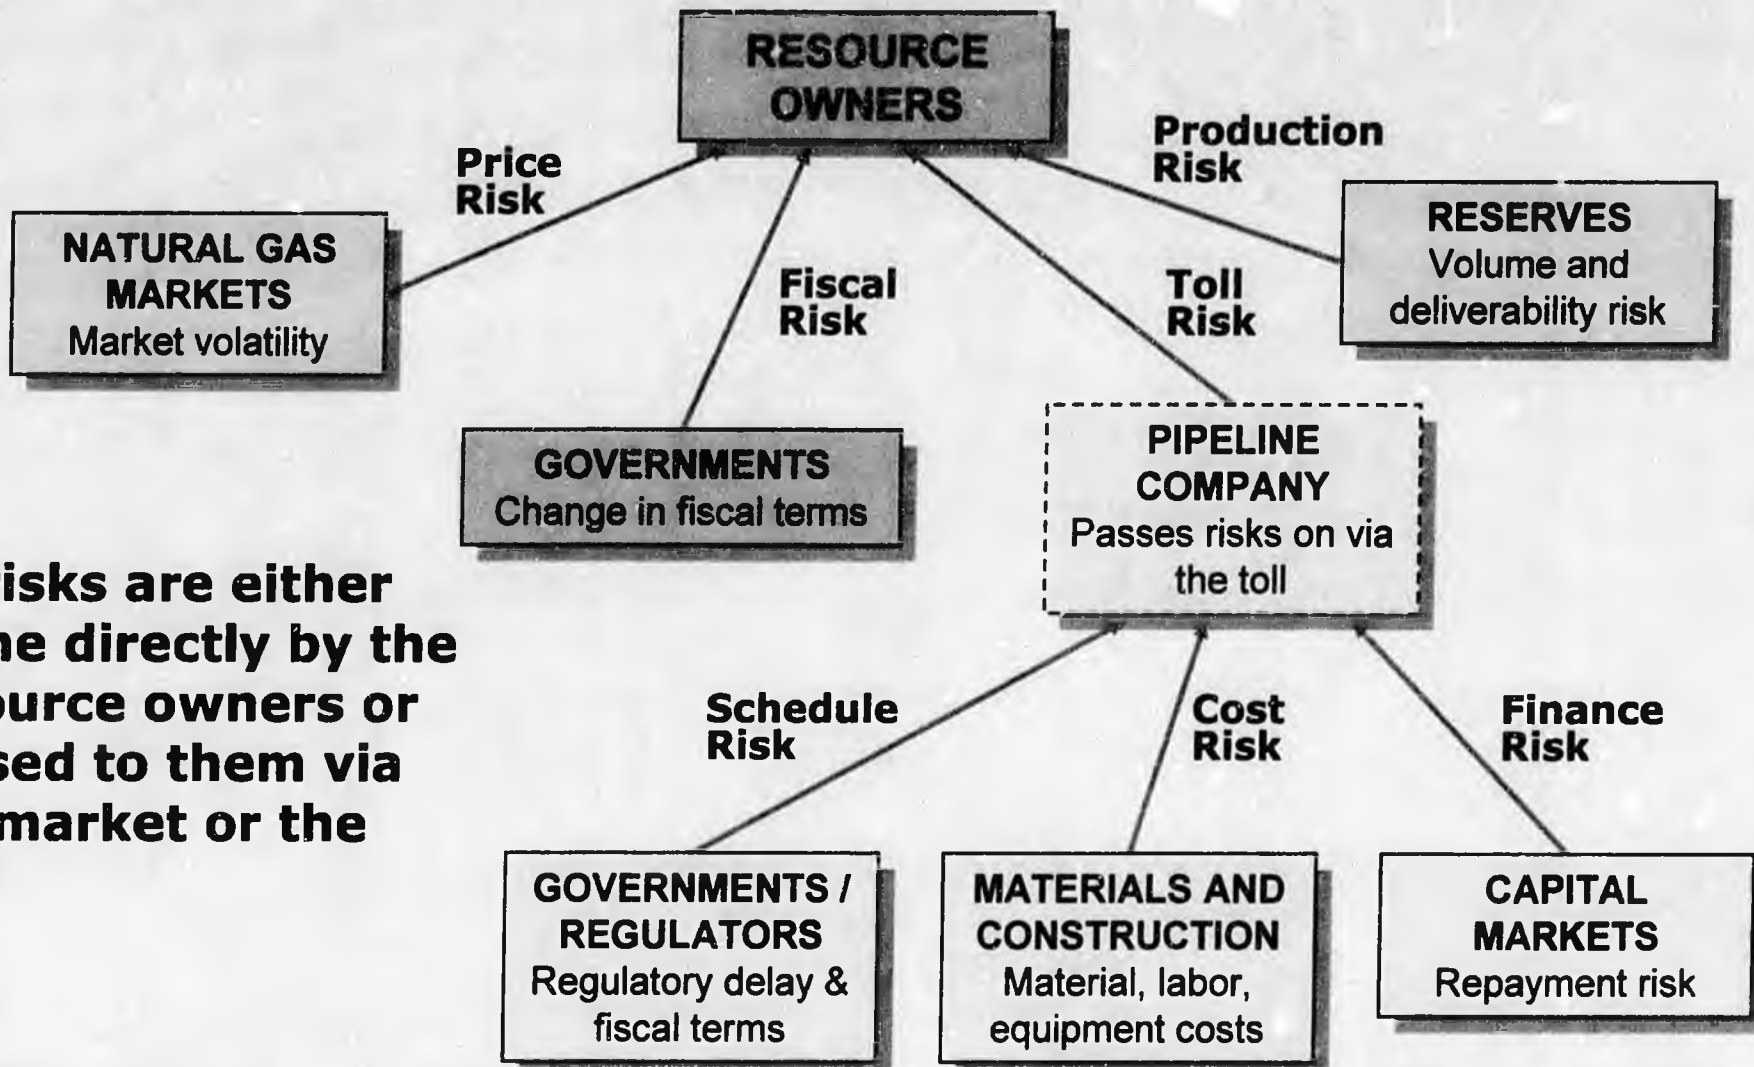 RESOURCE
OWNERS
Price
Risk
Production
Risk
NATURAL GAS
MARKETS
Market volatility
Fiscal
Risk
Toll
Risk
RESERVES
Volume and
deliverability risk
GOVERNMENTS
Change in fiscal terms
PIPELINE
COMPANY
Passes risks on via
the toll
risks are either
ne directly by the
ource owners or
sed to them via
market or the
Schedule
Risk
Cost
Risk
Finance
Risk
GOVERNMENTS /
REGULATORS
Regulatory delay &
fiscal terms
MATERIALS AND
CONSTRUCTION
Material, labor,
equipment costs
CAPITAL
MARKETS
Repayment risk